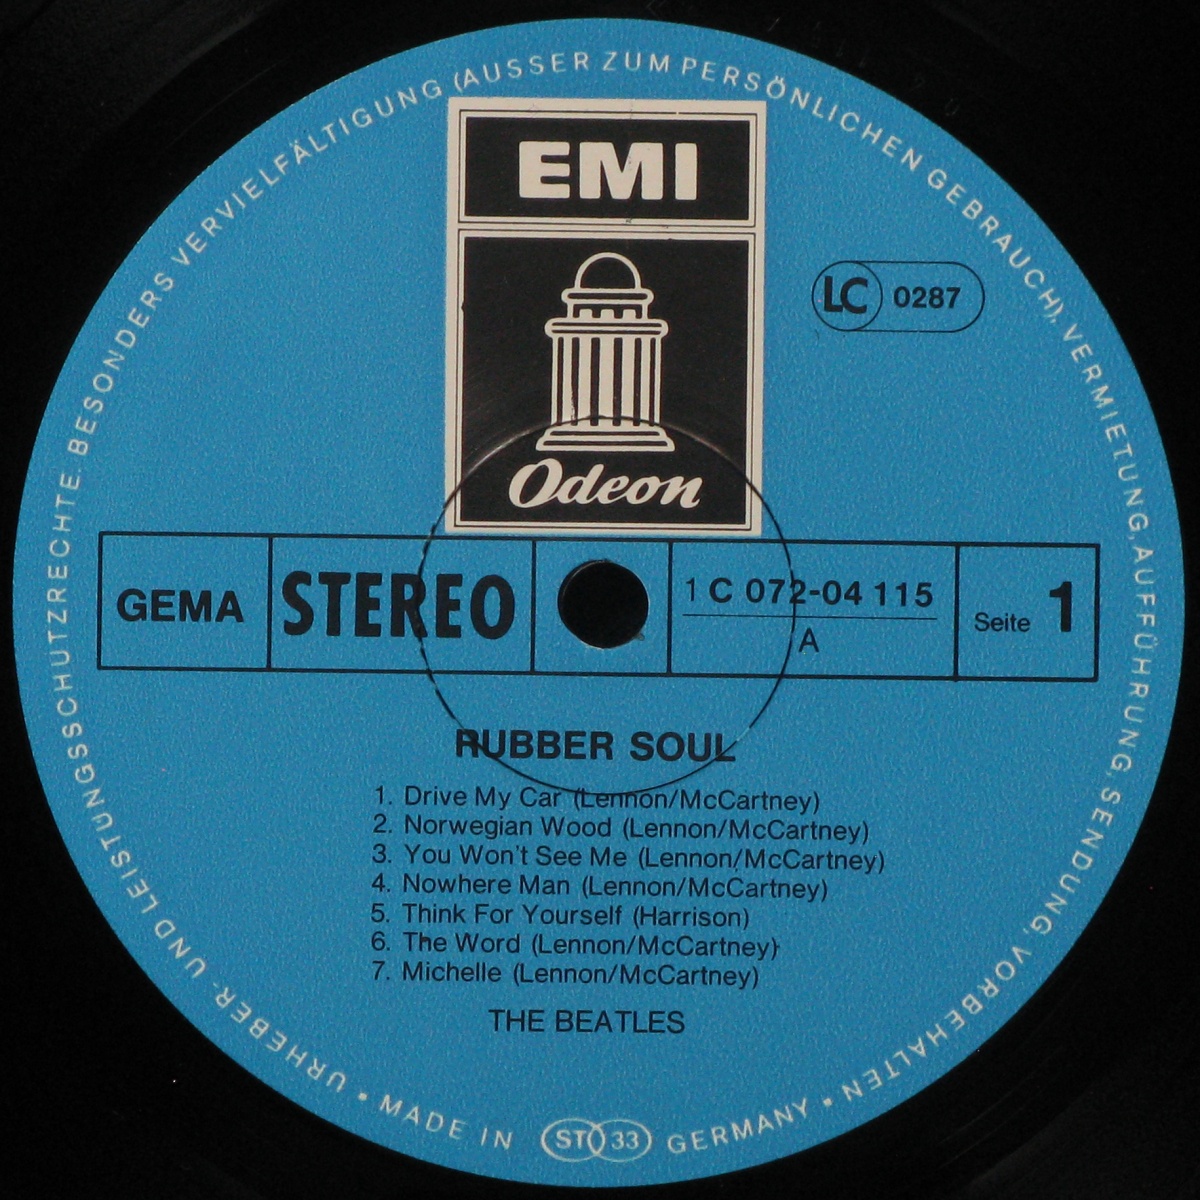 URHEBER- UND LEISTUNGSSCHUTZRECHTE. BESONDERS VERVIELFÄLTIGUNG (AUSSER ZUM PERSÖNLICHEN GEBRAUCH), VERMIETUNG, AUFFÜHRUNG, SENDUNG, VORBEHALTEN •
EMI
LC 0287
Odeon
GEMA
STEREO
1 C 072-04 115
A
Seite 1
RUBBER SOUL
1. Drive My Car (Lennon/McCartney)
2. Norwegian Wood (Lennon/McCartney)
3. You Won't See Me (Lennon/McCartney)
4. Nowhere Man (Lennon/McCartney)
5. Think For Yourself (Harrison)
6. The Word (Lennon/McCartney)
7. Michelle (Lennon/McCartney)
THE BEATLES
• MADE IN ST 33 GERMANY